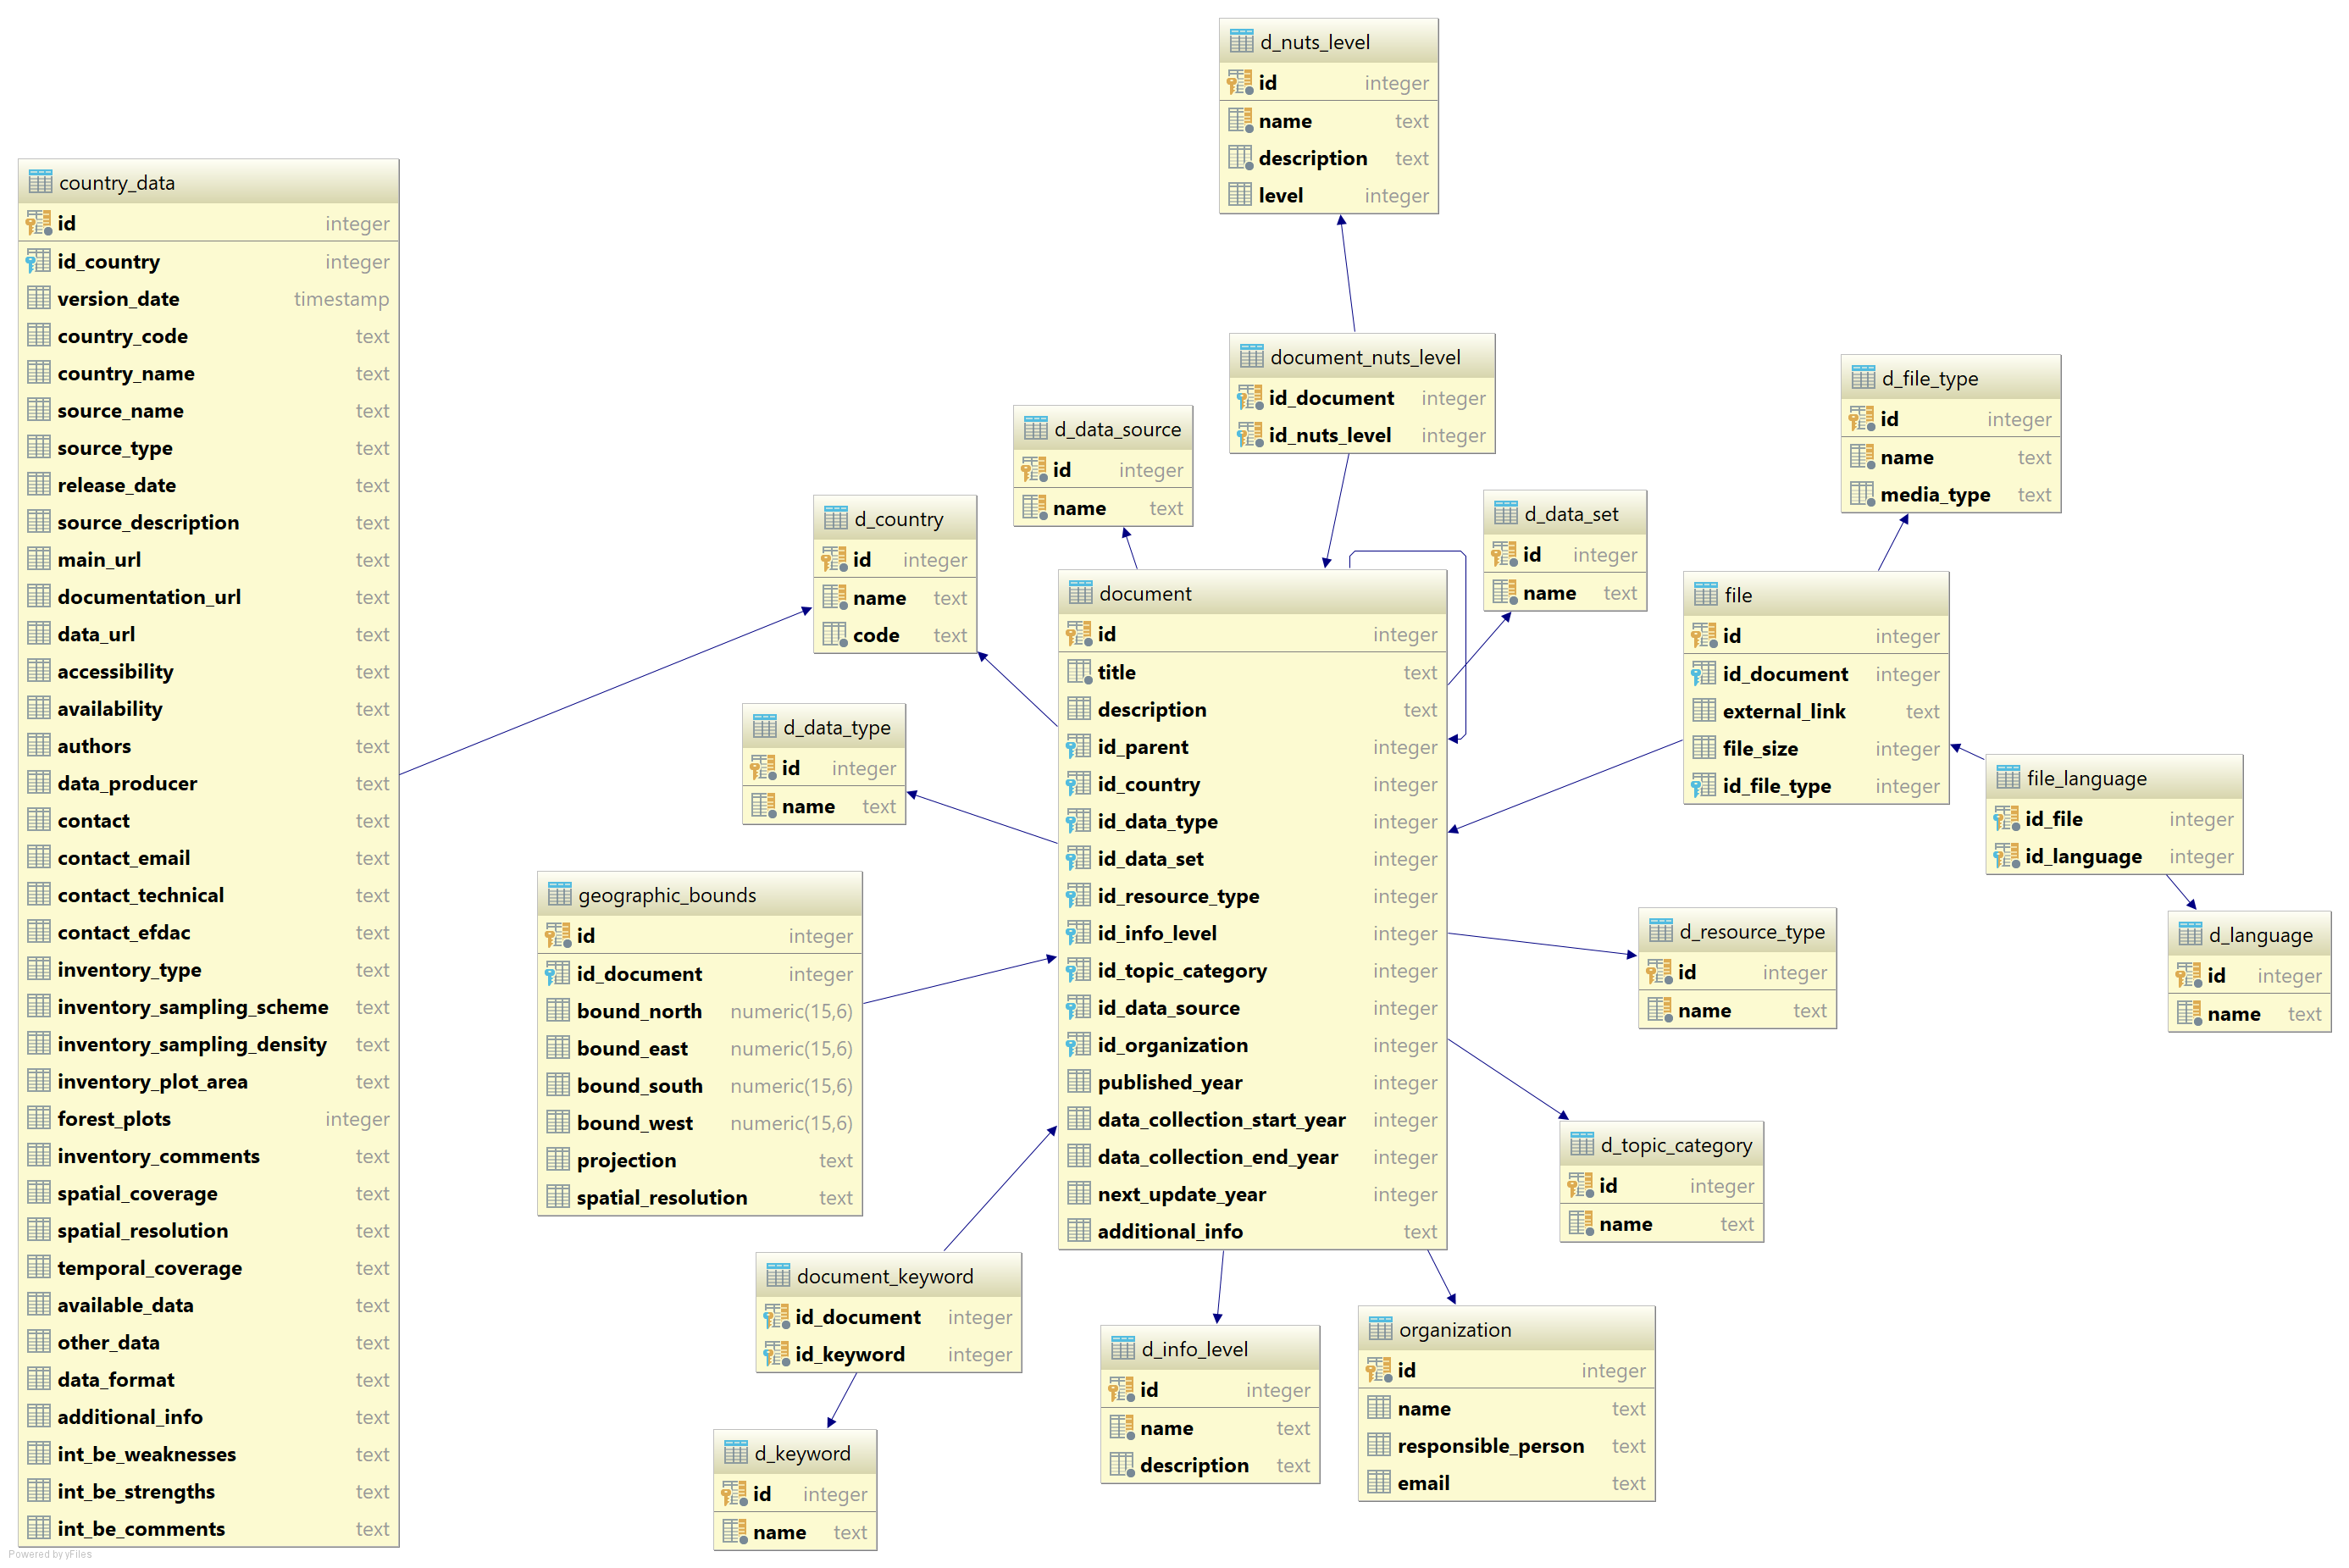 d_nuts_level
id integer
name text
description text
level integer
country_data
id integer
id_country integer
version_date timestamp
country_code text
country_name text
source_name text
source_type text
release_date text
source_description text
main_url text
documentation_url text
data_url text
accessibility text
availability text
authors text
data_producer text
contact text
contact_email text
contact_technical text
contact_efdac text
inventory_type text
inventory_sampling_scheme text
inventory_sampling_density text
inventory_plot_area text
forest_plots integer
inventory_comments text
spatial_coverage text
spatial_resolution text
temporal_coverage text
available_data text
other_data text
data_format text
additional_info text
int_be_weaknesses text
int_be_strengths text
int_be_comments text
document_nuts_level
id_document integer
id_nuts_level integer
d_file_type
id integer
name text
media_type text
d_data_source
id integer
name text
d_country
id integer
name text
code text
d_data_set
id integer
name text
document
id integer
title text
description text
id_parent integer
id_country integer
id_data_type integer
id_data_set integer
id_resource_type integer
id_info_level integer
id_topic_category integer
id_data_source integer
id_organization integer
published_year integer
data_collection_start_year integer
data_collection_end_year integer
next_update_year integer
additional_info text
file
id integer
id_document integer
external_link text
file_size integer
id_file_type integer
d_data_type
id integer
name text
file_language
id_file integer
id_language integer
geographic_bounds
id integer
id_document integer
bound_north numeric(15,6)
bound_east numeric(15,6)
bound_south numeric(15,6)
bound_west numeric(15,6)
projection text
spatial_resolution text
d_resource_type
id integer
name text
d_language
id integer
name text
d_topic_category
id integer
name text
document_keyword
id_document integer
id_keyword integer
d_info_level
id integer
name text
description text
organization
id integer
name text
responsible_person text
email text
d_keyword
id integer
name text
Powered by yFiles